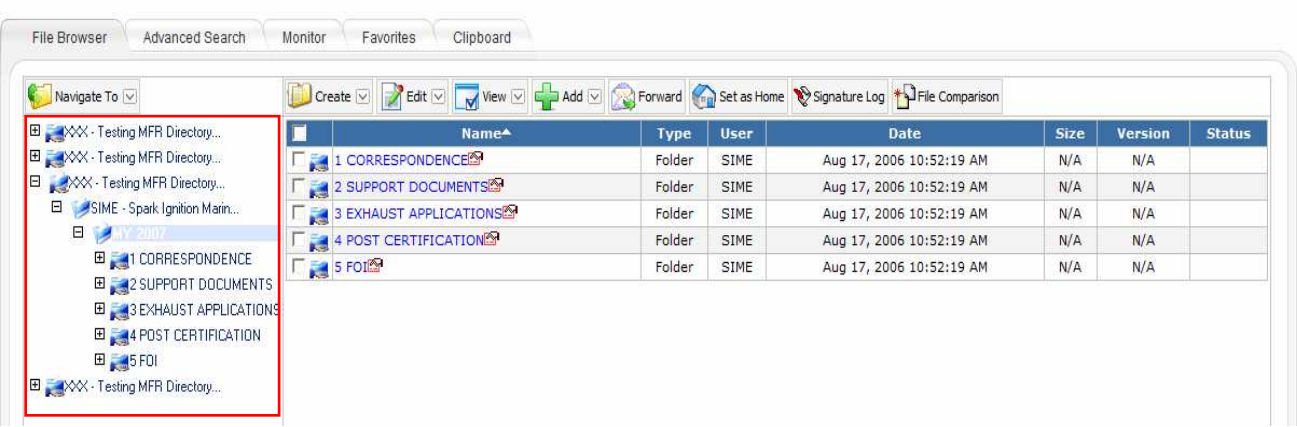 File Browser Advanced Search Monitor Favorites Clipboard
Navigate To Create Edit View Add Forward Set as Home Signature Log File Comparison
XXX - Testing MFR Directory...
XXX - Testing MFR Directory...
XXX - Testing MFR Directory...
SIME - Spark Ignition Marin...
MY 2007
1 CORRESPONDENCE
2 SUPPORT DOCUMENTS
3 EXHAUST APPLICATIONS
4 POST CERTIFICATION
5 FOI
XXX - Testing MFR Directory...
Name Type User Date Size Version Status
1 CORRESPONDENCE Folder SIME Aug 17, 2006 10:52:19 AM N/A N/A
2 SUPPORT DOCUMENTS Folder SIME Aug 17, 2006 10:52:19 AM N/A N/A
3 EXHAUST APPLICATIONS Folder SIME Aug 17, 2006 10:52:19 AM N/A N/A
4 POST CERTIFICATION Folder SIME Aug 17, 2006 10:52:19 AM N/A N/A
5 FOI Folder SIME Aug 17, 2006 10:52:19 AM N/A N/A